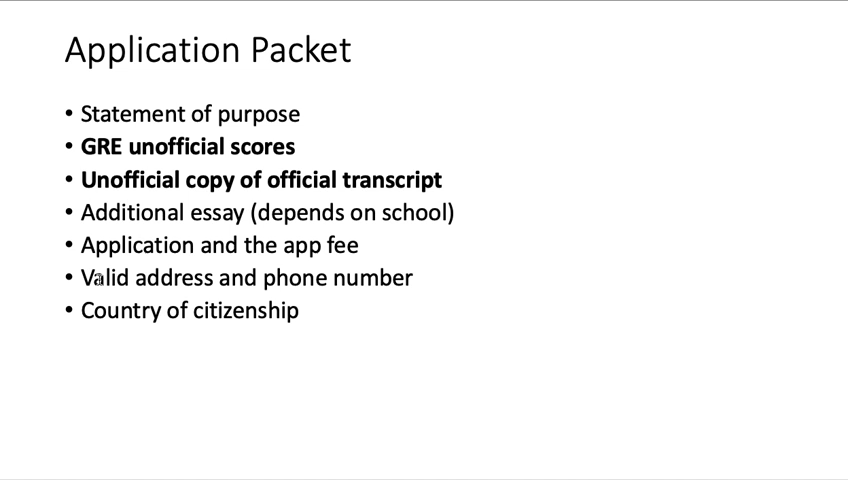 Application Packet
• Statement of purpose
• GRE unofficial scores
• Unofficial copy of official transcript
• Additional essay (depends on school)
• Application and the app fee
• Valid address and phone number
• Country of citizenship